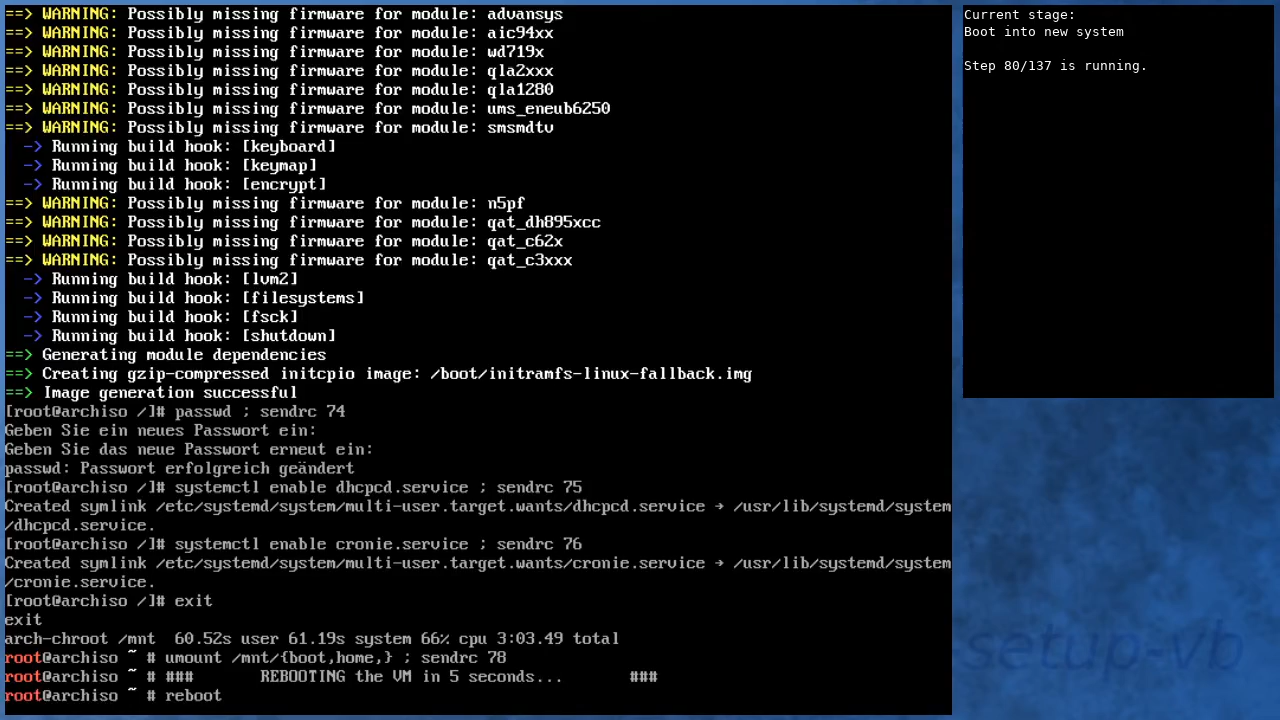 ==> WARNING: Possibly missing firmware for module: advansys
==> WARNING: Possibly missing firmware for module: aic94xx
==> WARNING: Possibly missing firmware for module: wd719x
==> WARNING: Possibly missing firmware for module: qla2xxx
==> WARNING: Possibly missing firmware for module: qla1280
==> WARNING: Possibly missing firmware for module: ums_eneub6250
==> WARNING: Possibly missing firmware for module: smsmdtv
  -> Running build hook: [keyboard]
  -> Running build hook: [keymap]
  -> Running build hook: [encrypt]
==> WARNING: Possibly missing firmware for module: n5pf
==> WARNING: Possibly missing firmware for module: qat_dh895xcc
==> WARNING: Possibly missing firmware for module: qat_c62x
==> WARNING: Possibly missing firmware for module: qat_c3xxx
  -> Running build hook: [lvm2]
  -> Running build hook: [filesystems]
  -> Running build hook: [fsck]
  -> Running build hook: [shutdown]
==> Generating module dependencies
==> Creating gzip-compressed initcpio image: /boot/initramfs-linux-fallback.img
==> Image generation successful
[root@archiso /]# passwd ; sendrc 74
Geben Sie ein neues Passwort ein:
Geben Sie das neue Passwort erneut ein:
passwd: Passwort erfolgreich geändert
[root@archiso /]# systemctl enable dhcpcd.service ; sendrc 75
Created symlink /etc/systemd/system/multi-user.target.wants/dhcpcd.service → /usr/lib/systemd/system
/dhcpcd.service.
[root@archiso /]# systemctl enable cronie.service ; sendrc 76
Created symlink /etc/systemd/system/multi-user.target.wants/cronie.service → /usr/lib/systemd/system
/cronie.service.
[root@archiso /]# exit
exit
arch-chroot /mnt  60.52s user 61.19s system 66% cpu 3:03.49 total
root@archiso ~ # umount /mnt/{boot,home,} ; sendrc 78
root@archiso ~ # ###       REBOOTING the VM in 5 seconds...       ###
root@archiso ~ # reboot
Current stage:
Boot into new system
Step 80/137 is running.
setup-vb